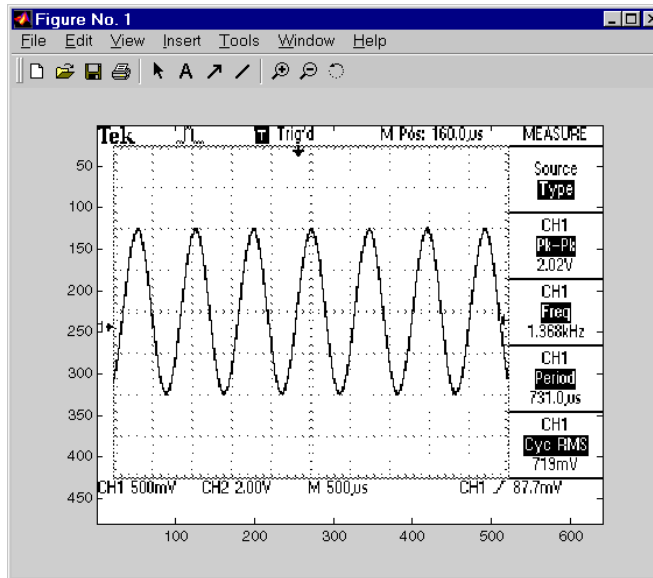 Figure No. 1
File Edit View Insert Tools Window Help
A
Tek T Trig'd M Pos: 160.0µs MEASURE
Source
Type
CH1
Pk-Pk
2.02V
CH1
Freq
1.368kHz
CH1
Period
731.0µs
CH1
Cyc RMS
719mV
CH1 500mV CH2 2.00V M 500µs CH1 87.7mV
50
100
150
200
250
300
350
400
450
100 200 300 400 500 600